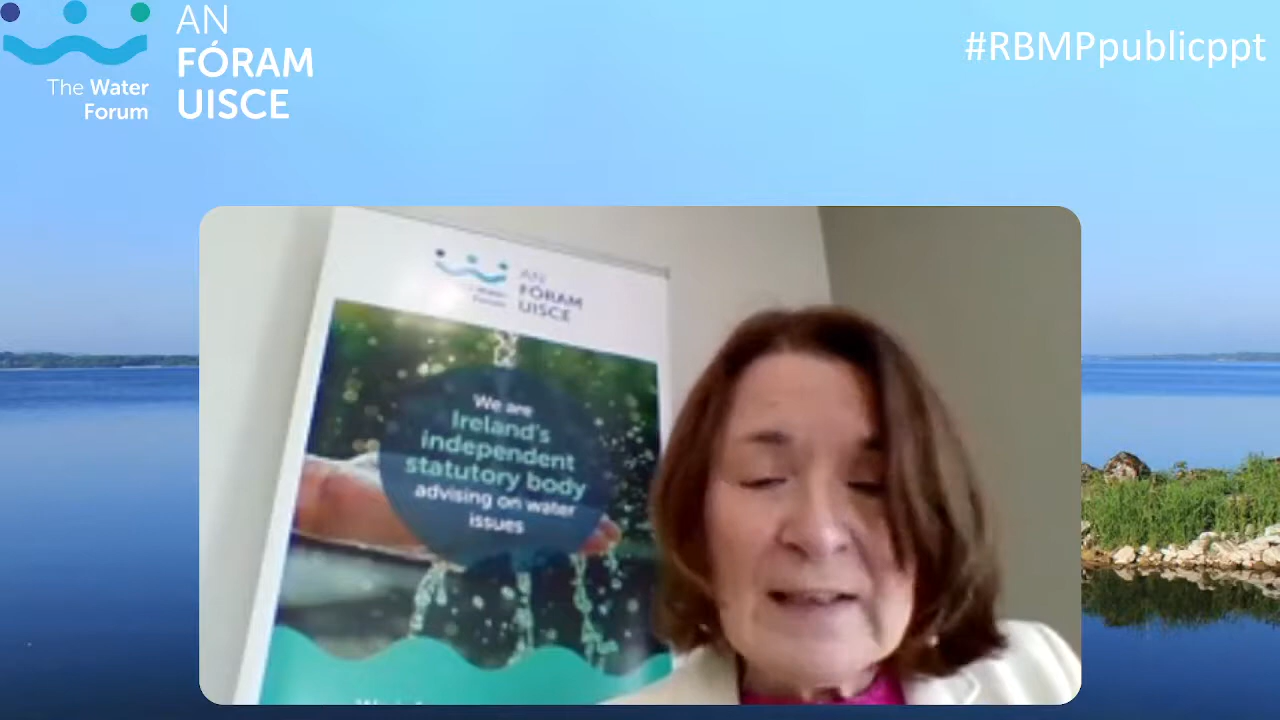 The Water
Forum
AN
FÓRAM
UISCE
#RBMPpublicppt
AN
FÓRAM
UISCE
We are
Ireland's
independent
statutory body
advising on water
issues